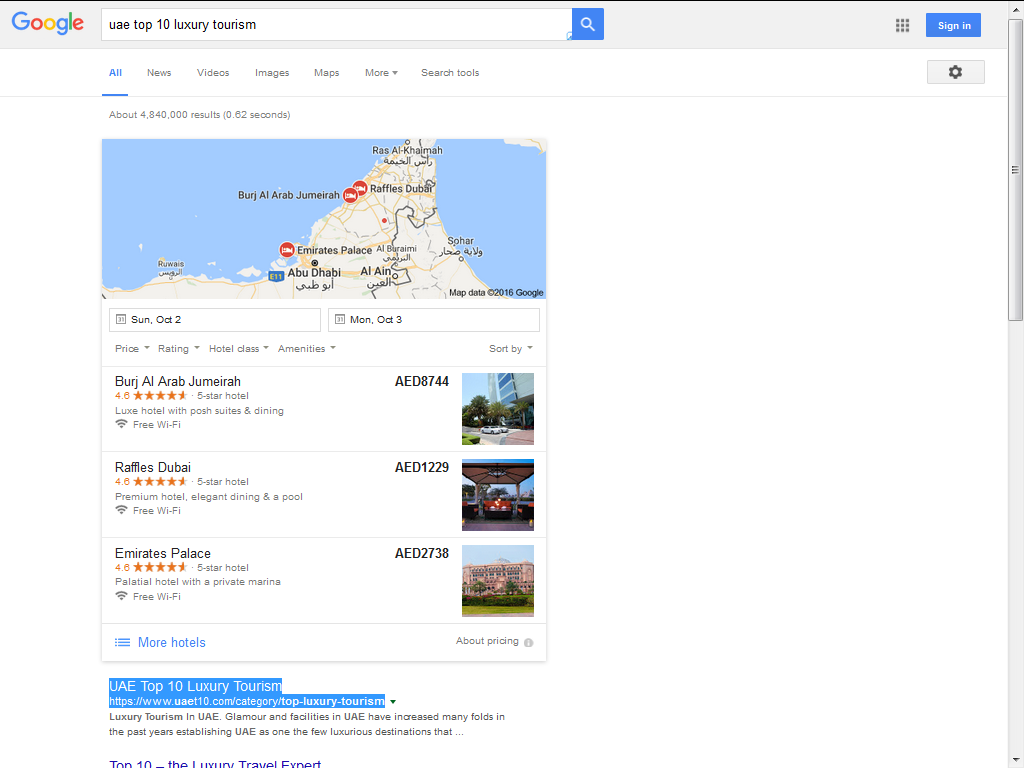 Google
uae top 10 luxury tourism
Sign in
All News Videos Images Maps More Search tools
About 4,840,000 results (0.62 seconds)
Ras Al-Khaimah
رأس الخيمة
Raffles Dubai
Burj Al Arab Jumeirah
Sohar
ولاية صحار
Emirates Palace
Al Buraimi
البريمي
Ruwais
الرويس
E11
Abu Dhabi
أبو ظبي
Al Ain
العين
Map data ©2016 Google
31 Sun, Oct 2
31 Mon, Oct 3
Price Rating Hotel class Amenities Sort by
Burj Al Arab Jumeirah AED8744
4.6 · 5-star hotel
Luxe hotel with posh suites & dining
Free Wi-Fi
Raffles Dubai AED1229
4.6 · 5-star hotel
Premium hotel, elegant dining & a pool
Free Wi-Fi
Emirates Palace AED2738
4.6 · 5-star hotel
Palatial hotel with a private marina
Free Wi-Fi
More hotels About pricing
UAE Top 10 Luxury Tourism
https://www.uaet10.com/category/top-luxury-tourism
Luxury Tourism In UAE. Glamour and facilities in UAE have increased many folds in
the past years establishing UAE as one the few luxurious destinations that ...
Top 10 – the Luxury Travel Expert